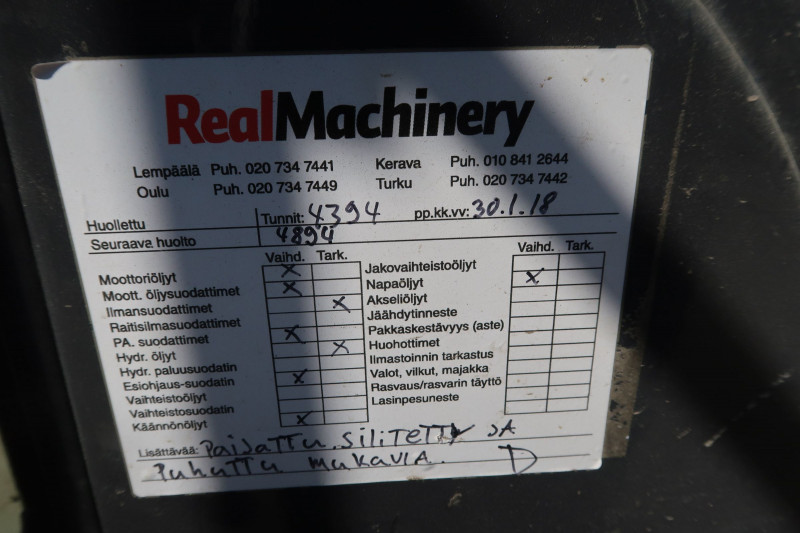 RealMachinery
Lempäälä Puh. 020 734 7441 Kerava Puh. 010 841 2644
Oulu Puh. 020 734 7449 Turku Puh. 020 734 7442
Huollettu Tunnit: 4394 pp.kk.vv: 30.1.18
Seuraava huolto 4894
Vaihd. Tark.
Moottoriöljyt X
Moott. öljysuodattimet X
Ilmansuodattimet X
Raitisilmasuodattimet
PA. suodattimet X
Hydr. öljyt X
Hydr. paluusuodatin
Esiohjaus-suodatin X
Vaihteistoöljyt
Vaihteistosuodatin
Käännönöljyt X
Vaihd. Tark.
Jakovaihteistoöljyt
Napaöljyt X
Akseliöljyt
Jäähdytinneste
Pakkaskestävyys (aste)
Huohottimet
Ilmastoinnin tarkastus
Valot, vilkut, majakka
Rasvaus/rasvarin täyttö
Lasinpesuneste
Lisättävää: Paijattu, silitetty JA
Puhuttu mukavia. D